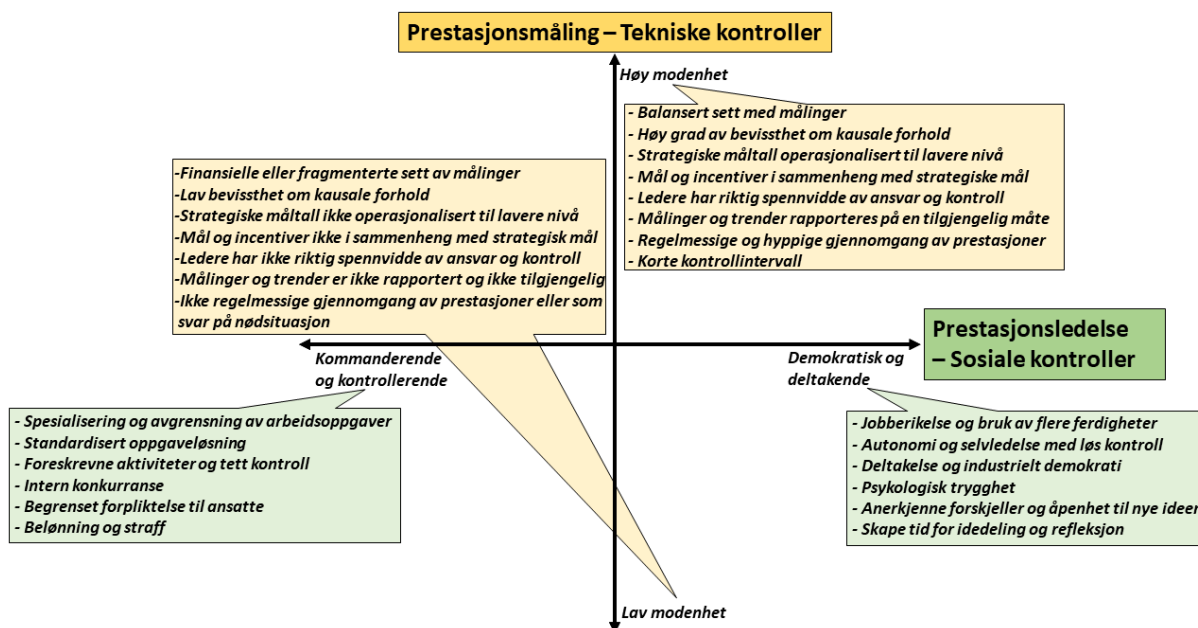 Prestasjonsmåling – Tekniske kontroller
Høy modenhet
- Balansert sett med målinger
- Høy grad av bevissthet om kausale forhold
- Strategiske måltall operasjonalisert til lavere nivå
- Mål og incentiver i sammenheng med strategiske mål
- Ledere har riktig spennvidde av ansvar og kontroll
- Målinger og trender rapporteres på en tilgjengelig måte
- Regelmessige og hyppige gjennomgang av prestasjoner
- Korte kontrollintervall
-Finansielle eller fragmenterte sett av målinger
-Lav bevissthet om kausale forhold
-Strategiske måltall ikke operasjonalisert til lavere nivå
-Mål og incentiver ikke i sammenheng med strategisk mål
-Ledere har ikke riktig spennvidde av ansvar og kontroll
-Målinger og trender er ikke rapportert og ikke tilgjengelig
-Ikke regelmessige gjennomgang av prestasjoner eller som
svar på nødsituasjon
Prestasjonsledelse
– Sosiale kontroller
Kommanderende
og kontrollerende
Demokratisk og
deltakende
- Spesialisering og avgrensning av arbeidsoppgaver
- Standardisert oppgaveløsning
- Foreskrevne aktiviteter og tett kontroll
- Intern konkurranse
- Begrenset forpliktelse til ansatte
- Belønning og straff
- Jobberikelse og bruk av flere ferdigheter
- Autonomi og selvledelse med løs kontroll
- Deltakelse og industrielt demokrati
- Psykologisk trygghet
- Anerkjenne forskjeller og åpenhet til nye ideer
- Skape tid for idedeling og refleksjon
Lav modenhet